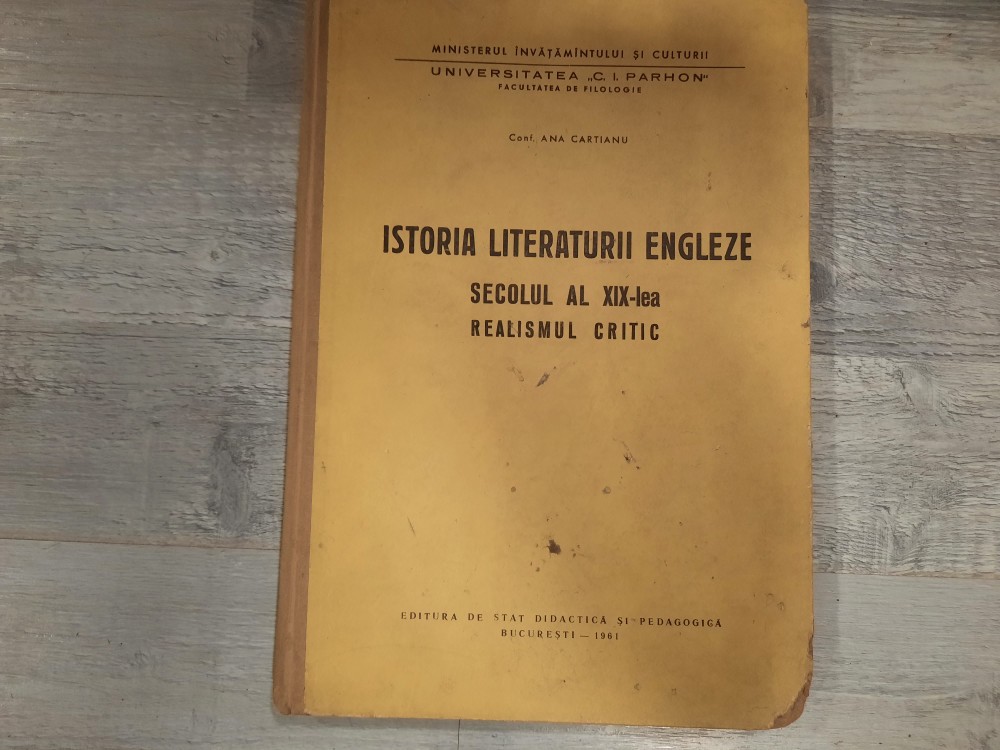 MINISTERUL ÎNVĂȚĂMÎNTULUI ȘI CULTURII
UNIVERSITATEA „C. I. PARHON"
FACULTATEA DE FILOLOGIE
Conf. ANA CARTIANU
ISTORIA LITERATURII ENGLEZE
SECOLUL AL XIX-lea
REALISMUL CRITIC
EDITURA DE STAT DIDACTICĂ ȘI PEDAGOGICĂ
BUCUREȘTI — 1961